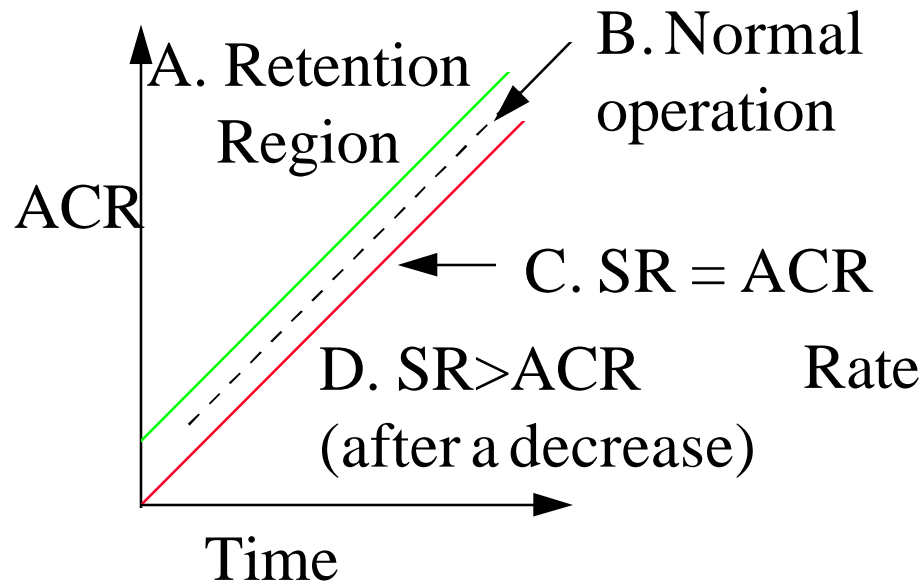 A. Retention
Region
B. Normal
operation
ACR
C. SR = ACR
D. SR>ACR
(after a decrease)
Rate
Time